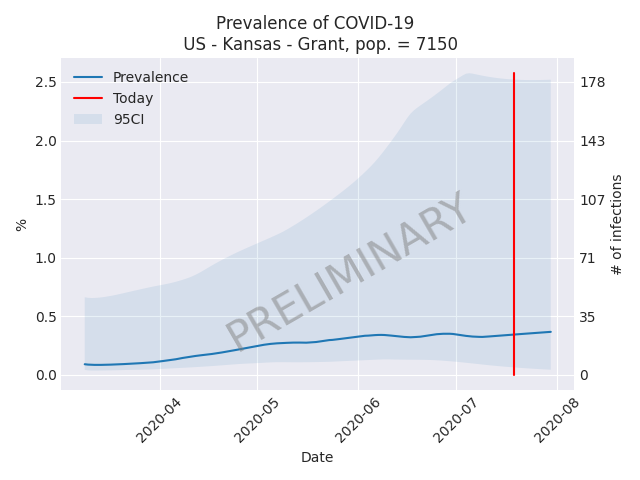 Prevalence of COVID-19
US - Kansas - Grant, pop. = 7150
Prevalence
Today
95CI
2.5
2.0
1.5
1.0
0.5
0.0
%
178
143
107
71
35
0
# of infections
PRELIMINARY
2020-04
2020-05
2020-06
2020-07
2020-08
Date